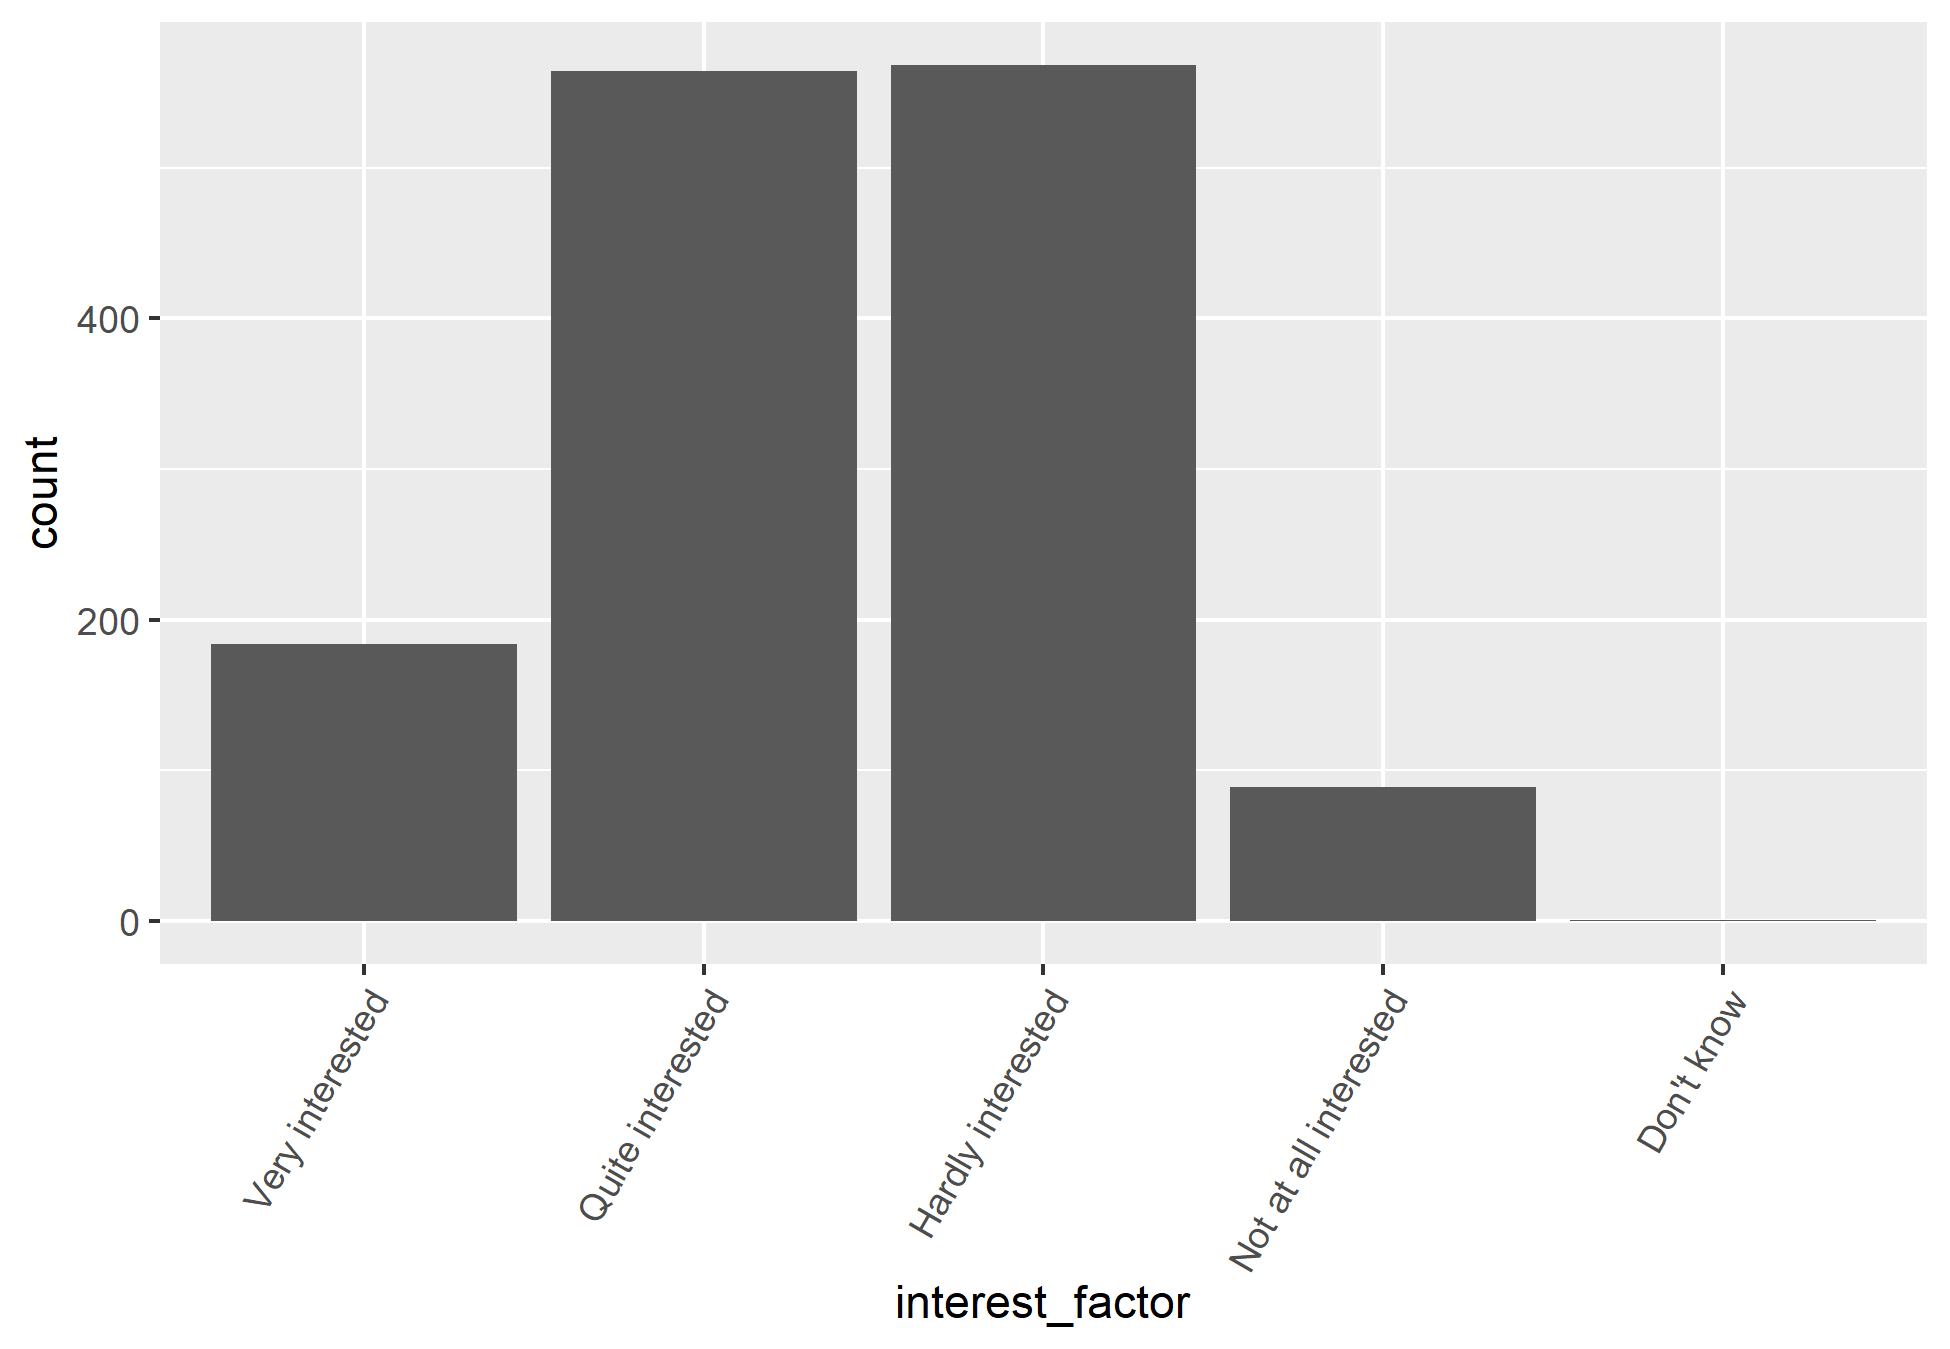 count
400
200
0
Very interested
Quite interested
Hardly interested
Not at all interested
Don't know
interest_factor